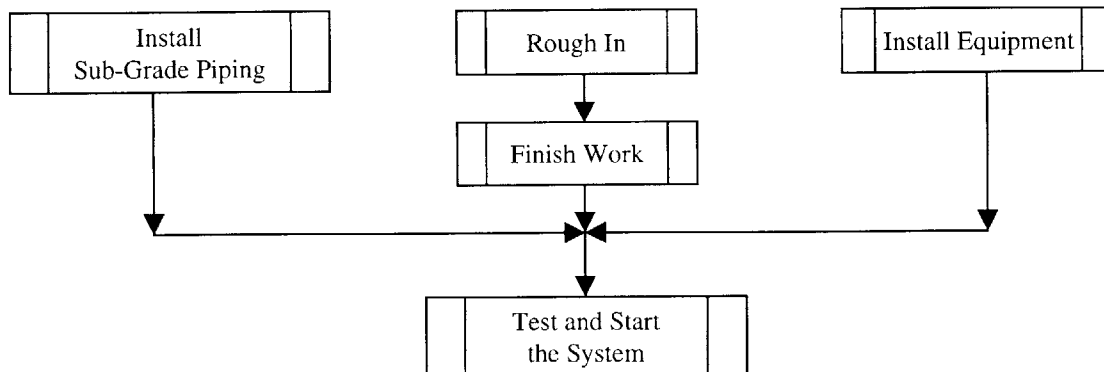 Install
Sub-Grade Piping
Rough In
Install Equipment
Finish Work
Test and Start
the System